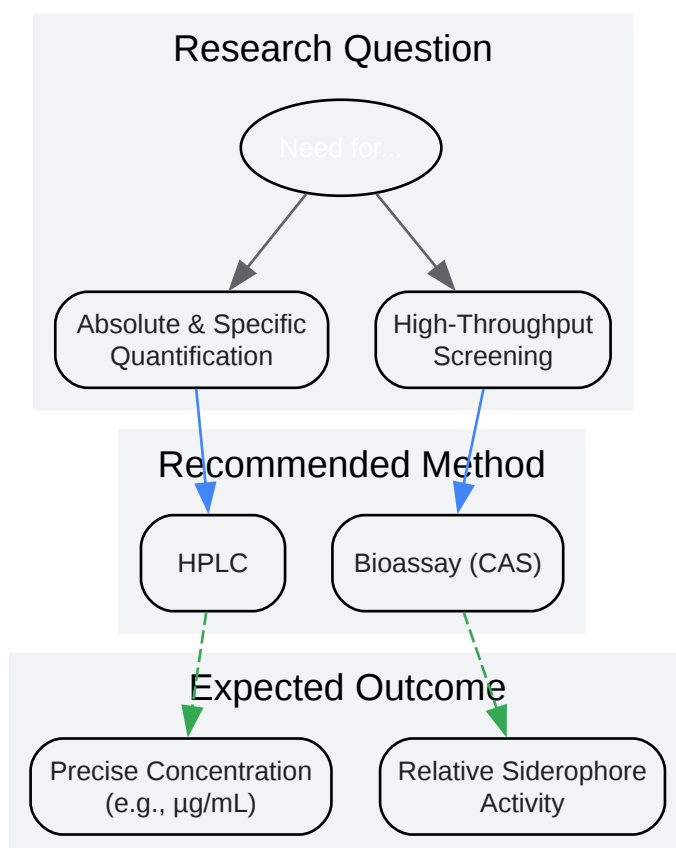 Research Question
Need for...
Absolute & Specific
Quantification
High-Throughput
Screening
Recommended Method
HPLC
Bioassay (CAS)
Expected Outcome
Precise Concentration
(e.g., µg/mL)
Relative Siderophore
Activity